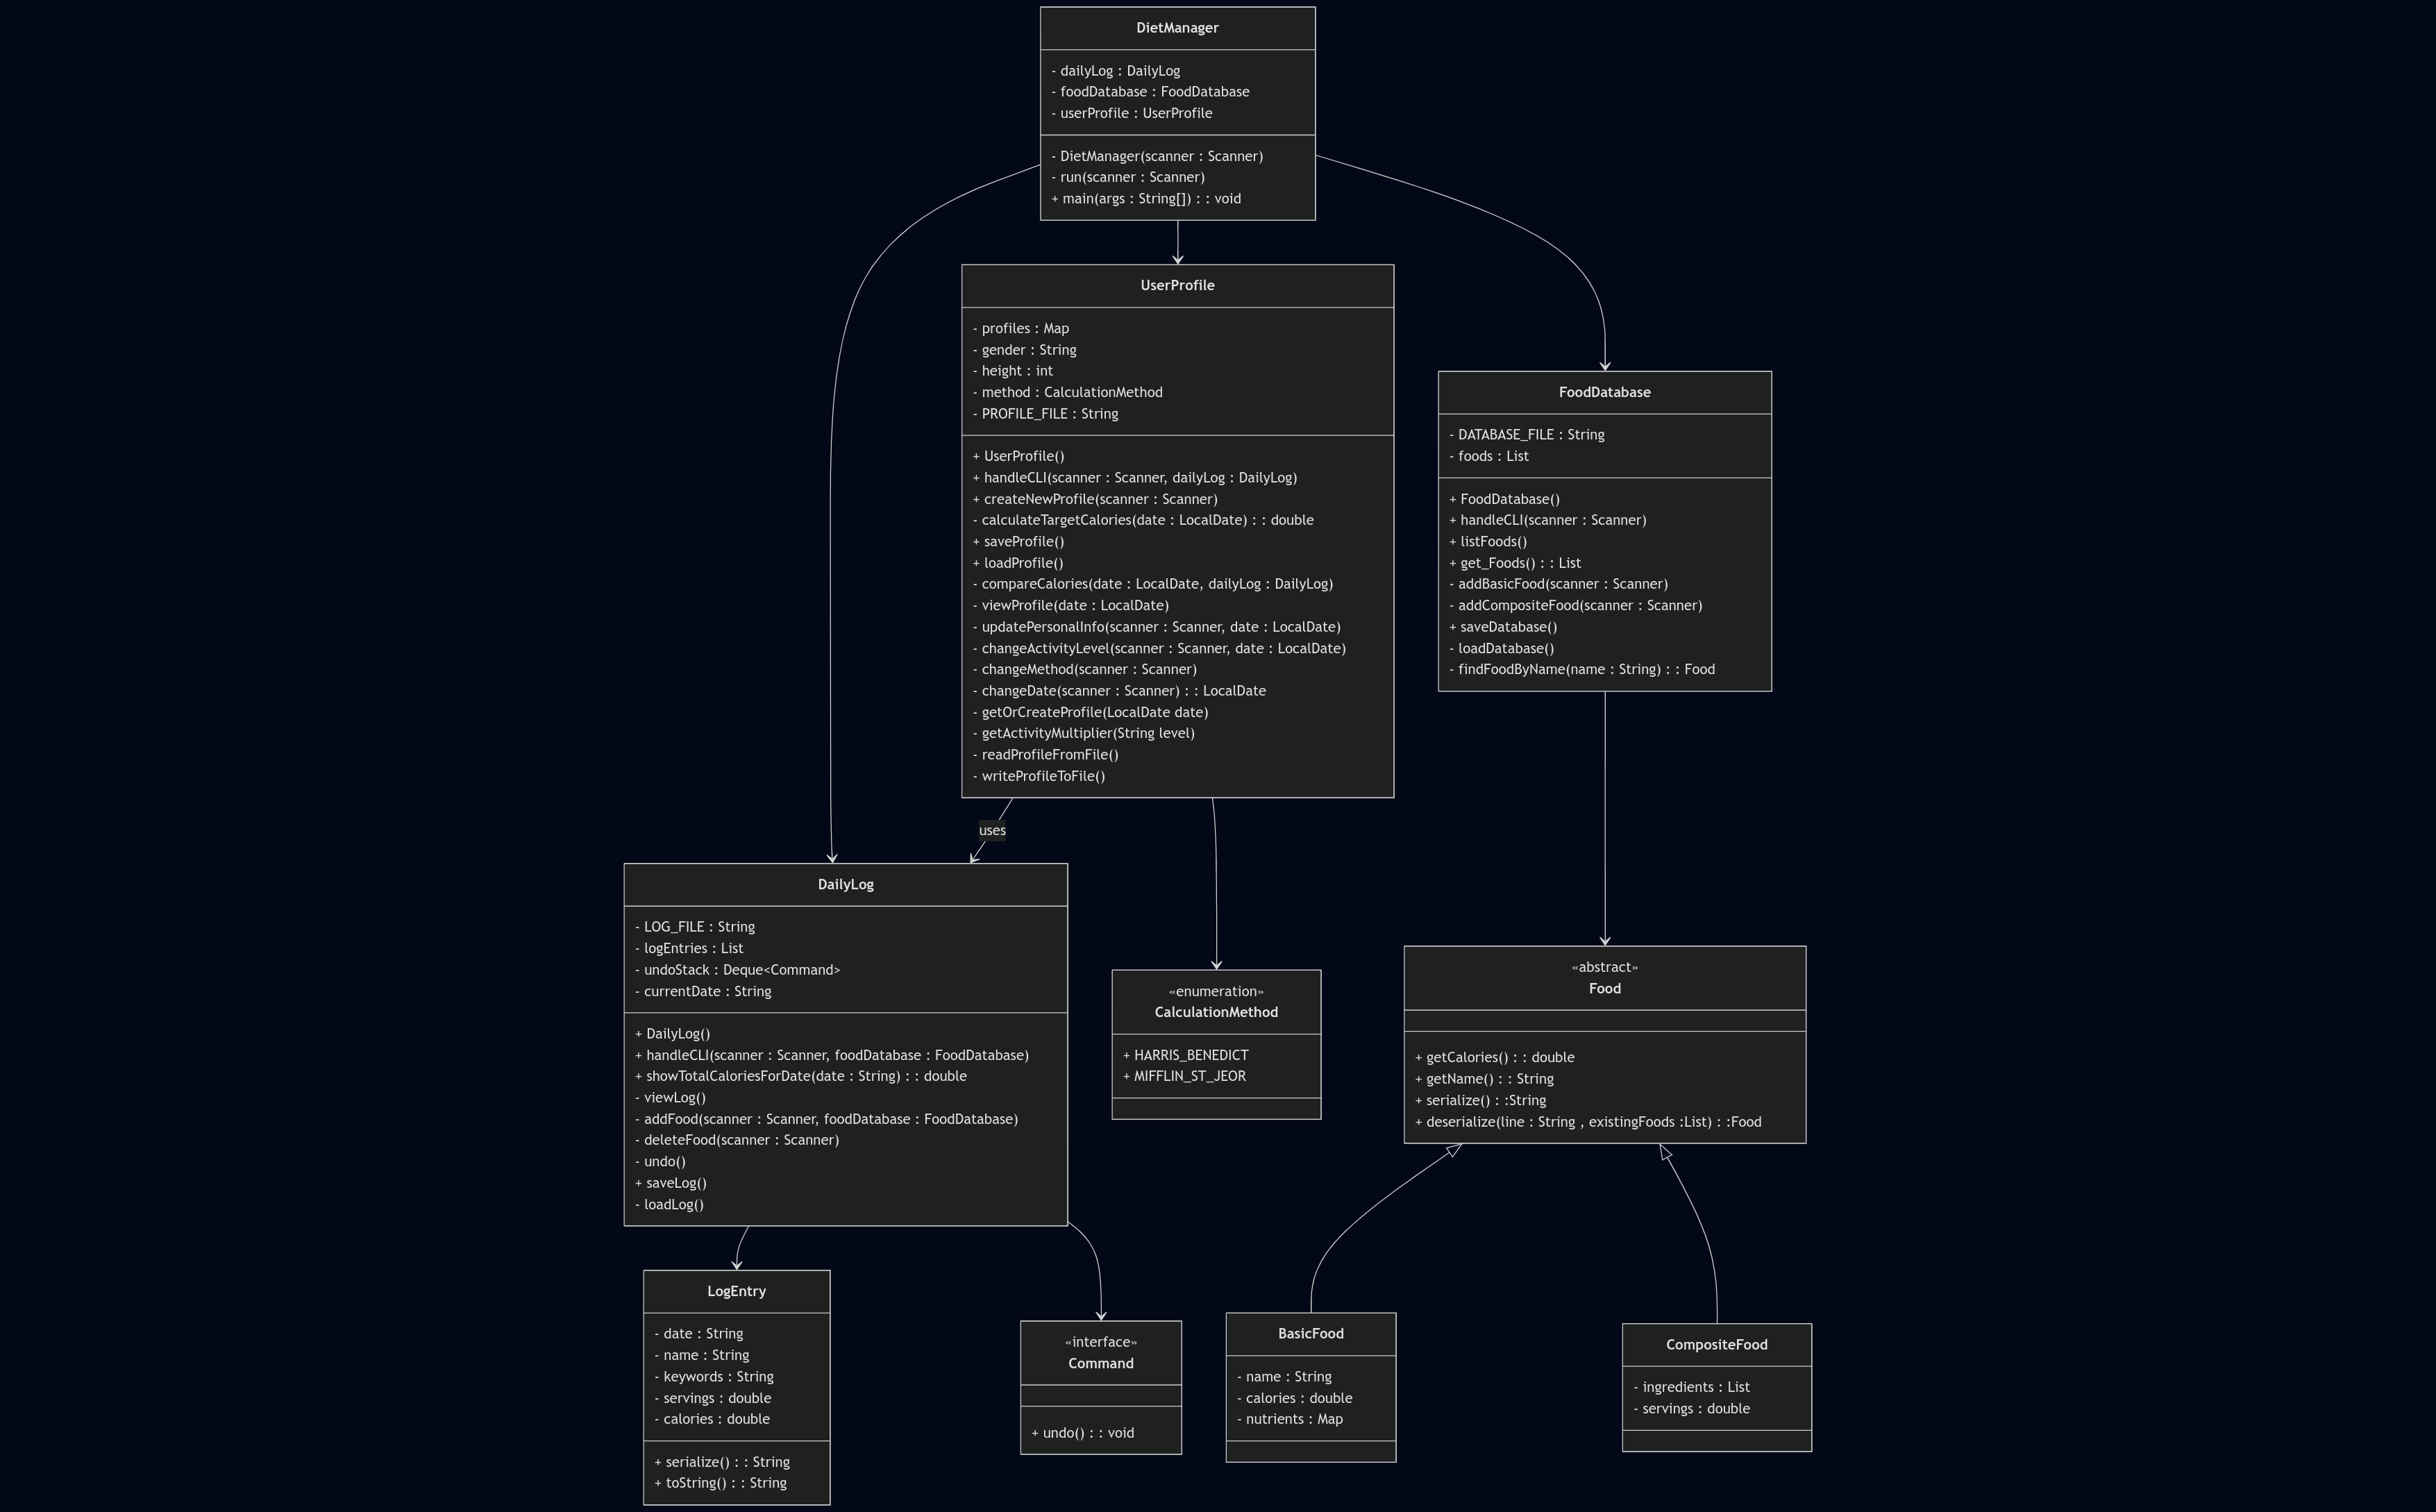 DietManager
- dailyLog : DailyLog
- foodDatabase : FoodDatabase
- userProfile : UserProfile
- DietManager(scanner : Scanner)
- run(scanner : Scanner)
+ main(args : String[]) : : void
UserProfile
- profiles : Map
- gender : String
- height : int
- method : CalculationMethod
- PROFILE_FILE : String
+ UserProfile()
+ handleCLI(scanner : Scanner, dailyLog : DailyLog)
+ createNewProfile(scanner : Scanner)
- calculateTargetCalories(date : LocalDate) : : double
+ saveProfile()
+ loadProfile()
- compareCalories(date : LocalDate, dailyLog : DailyLog)
- viewProfile(date : LocalDate)
- updatePersonalInfo(scanner : Scanner, date : LocalDate)
- changeActivityLevel(scanner : Scanner, date : LocalDate)
- changeMethod(scanner : Scanner)
- changeDate(scanner : Scanner) : : LocalDate
- getOrCreateProfile(LocalDate date)
- getActivityMultiplier(String level)
- readProfileFromFile()
- writeProfileToFile()
FoodDatabase
- DATABASE_FILE : String
- foods : List
+ FoodDatabase()
+ handleCLI(scanner : Scanner)
+ listFoods()
+ get_Foods() : : List
- addBasicFood(scanner : Scanner)
- addCompositeFood(scanner : Scanner)
+ saveDatabase()
- loadDatabase()
- findFoodByName(name : String) : : Food
uses
DailyLog
- LOG_FILE : String
- logEntries : List
- undoStack : Deque<Command>
- currentDate : String
+ DailyLog()
+ handleCLI(scanner : Scanner, foodDatabase : FoodDatabase)
+ showTotalCaloriesForDate(date : String) : : double
- viewLog()
- addFood(scanner : Scanner, foodDatabase : FoodDatabase)
- deleteFood(scanner : Scanner)
- undo()
+ saveLog()
- loadLog()
«enumeration»
CalculationMethod
+ HARRIS_BENEDICT
+ MIFFLIN_ST_JEOR
«abstract»
Food
+ getCalories() : : double
+ getName() : : String
+ serialize() : :String
+ deserialize(line : String , existingFoods :List) : :Food
LogEntry
- date : String
- name : String
- keywords : String
- servings : double
- calories : double
+ serialize() : : String
+ toString() : : String
«interface»
Command
+ undo() : : void
BasicFood
- name : String
- calories : double
- nutrients : Map
CompositeFood
- ingredients : List
- servings : double